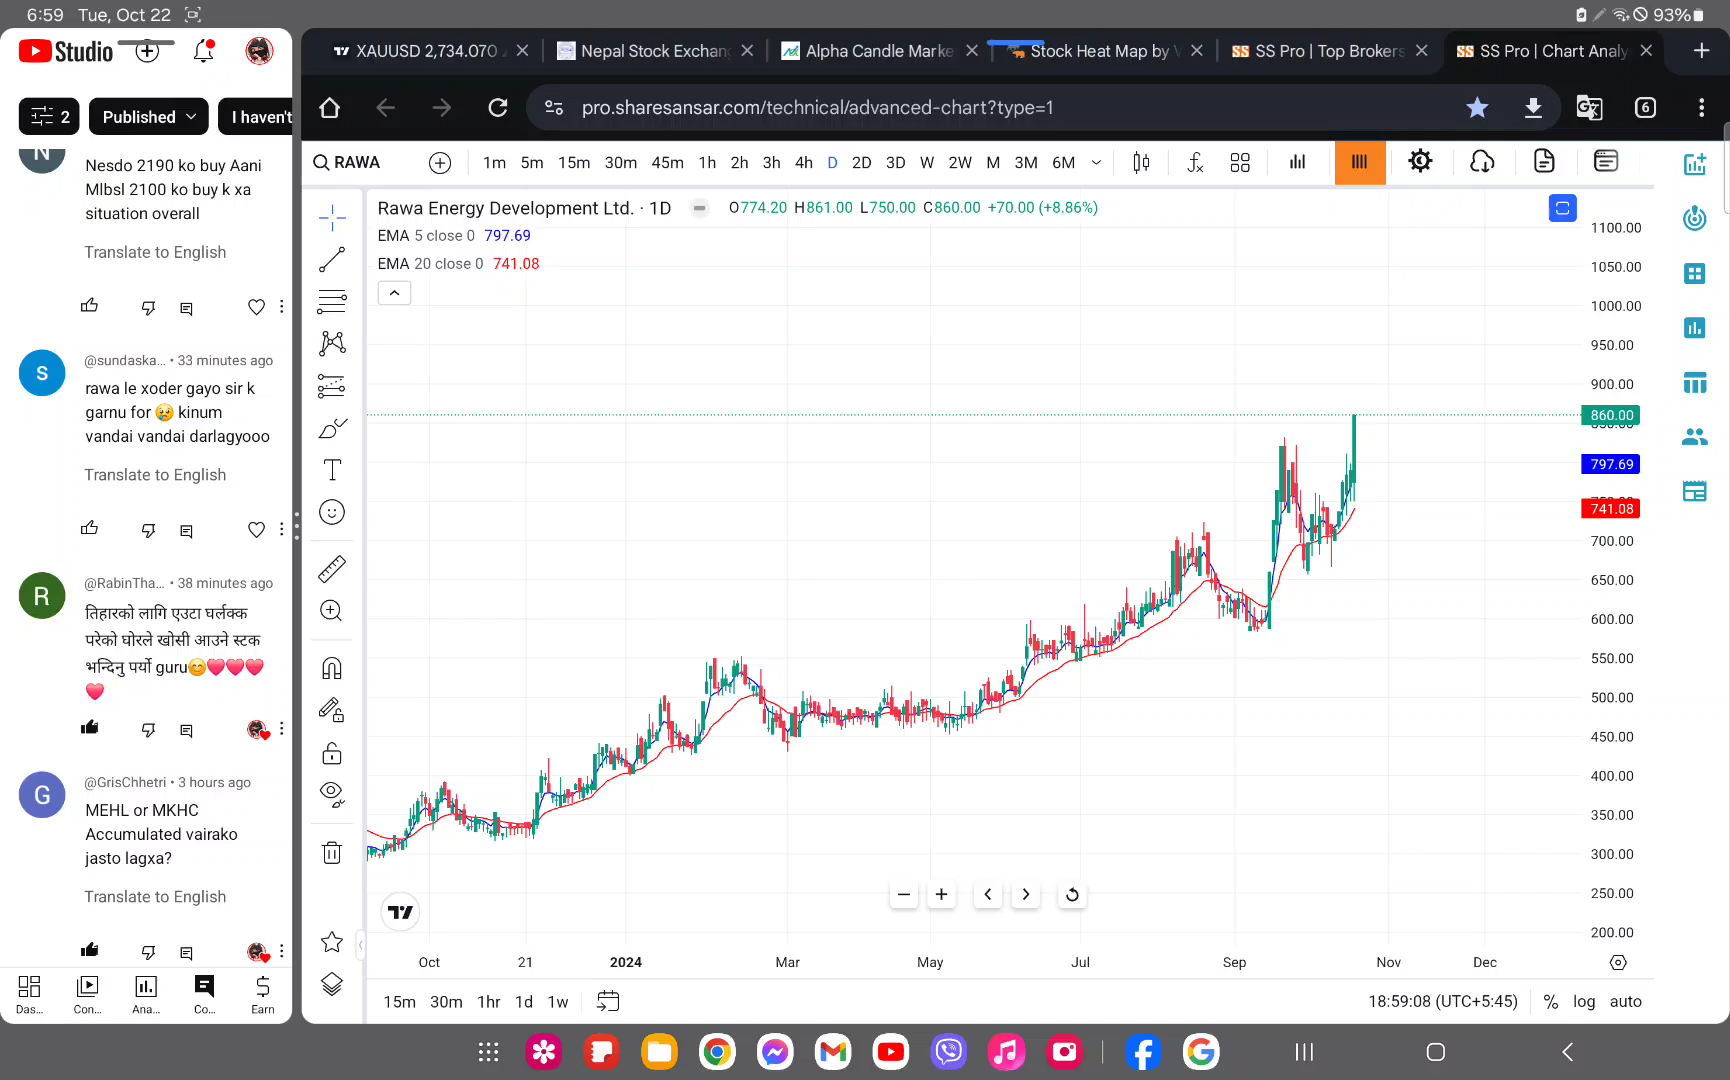 6:59 Tue, Oct 22
93%
Studio
2
Published
I haven't
N
Nesdo 2190 ko buy Aani
Mlbsl 2100 ko buy k xa
situation overall
Translate to English
S
@sundaska... • 33 minutes ago
rawa le xoder gayo sir k
garnu for 😢 kinum
vandai vandai darlagyooo
Translate to English
R
@RabinTha... • 38 minutes ago
तिहारको लागि एउटा घर्लक्क
परेको घोरले खोसी आउने स्टक
भन्दिनु पर्यो guru😊❤️❤️❤️
❤️
G
@GrisChhetri • 3 hours ago
MEHL or MKHC
Accumulated vairako
jasto lagxa?
Translate to English
Das...
Con...
Ana...
Co...
Earn
XAUUSD 2,734.070
Nepal Stock Exchan
Alpha Candle Marke
Stock Heat Map by
SS Pro | Top Brokers
SS Pro | Chart Analy
pro.sharesansar.com/technical/advanced-chart?type=1
6
RAWA
1m 5m 15m 30m 45m 1h 2h 3h 4h D 2D 3D W 2W M 3M 6M
Rawa Energy Development Ltd. · 1D O774.20 H861.00 L750.00 C860.00 +70.00 (+8.86%)
EMA 5 close 0 797.69
EMA 20 close 0 741.08
1100.00
1050.00
1000.00
950.00
900.00
860.00
797.69
741.08
700.00
650.00
600.00
550.00
500.00
450.00
400.00
350.00
300.00
250.00
200.00
Oct 21 2024 Mar May Jul Sep Nov Dec
15m 30m 1hr 1d 1w
18:59:08 (UTC+5:45) % log auto